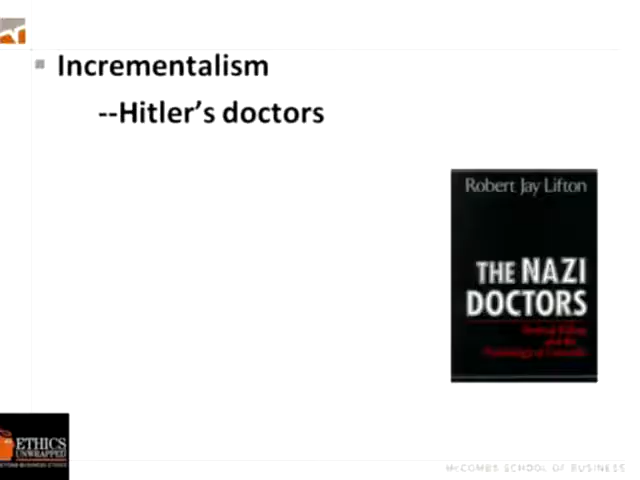 Incrementalism
--Hitler's doctors
Robert Jay Lifton
THE NAZI
DOCTORS
ETHICS
UNWRAPPED
McCOMBS SCHOOL OF BUSINESS